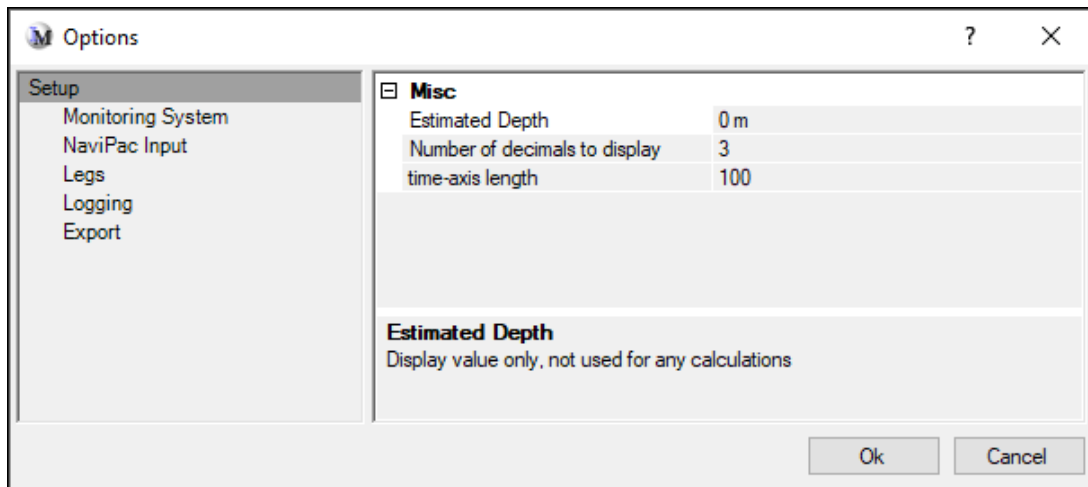 Options
Setup
Monitoring System
NaviPac Input
Legs
Logging
Export
Misc
Estimated Depth 0 m
Number of decimals to display 3
time-axis length 100
Estimated Depth
Display value only, not used for any calculations
Ok Cancel